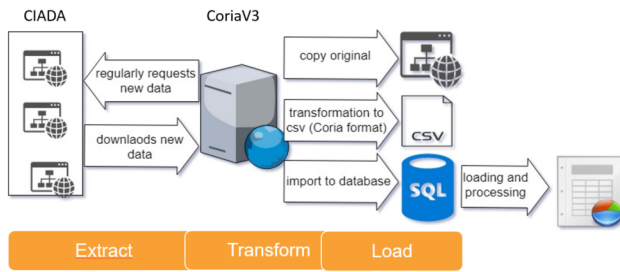 CIADA
CoriaV3
regularly requests
new data
downlaods new
data
copy original
transformation to
csv (Coria format)
CSV
import to database
SQL
loading and
processing
Extract
Transform
Load